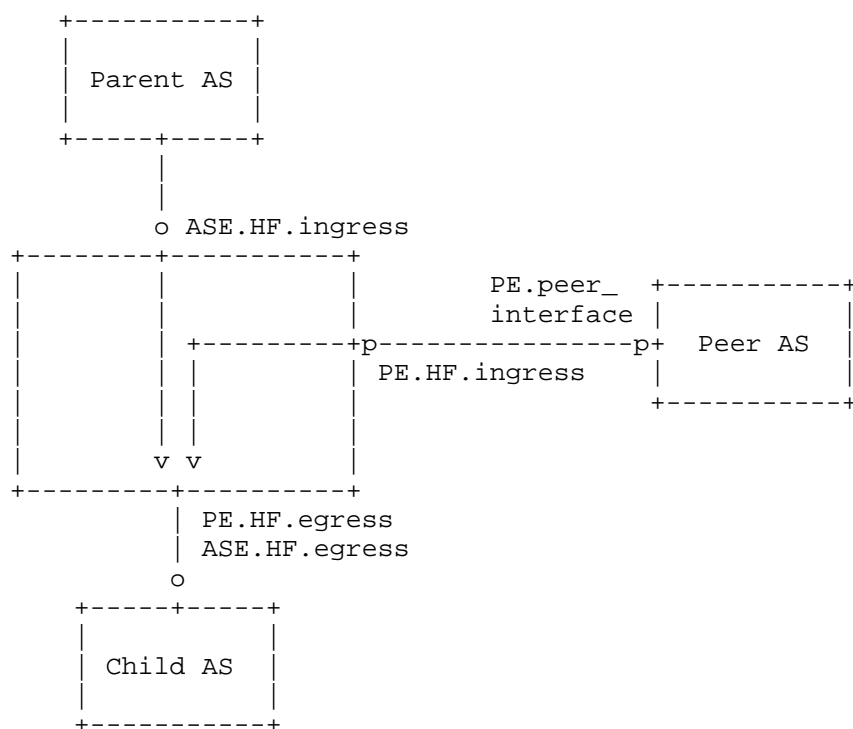 Parent AS
o ASE.HF.ingress
PE.peer_
interface
p p Peer AS
PE.HF.ingress
v v
PE.HF.egress
ASE.HF.egress
o
Child AS